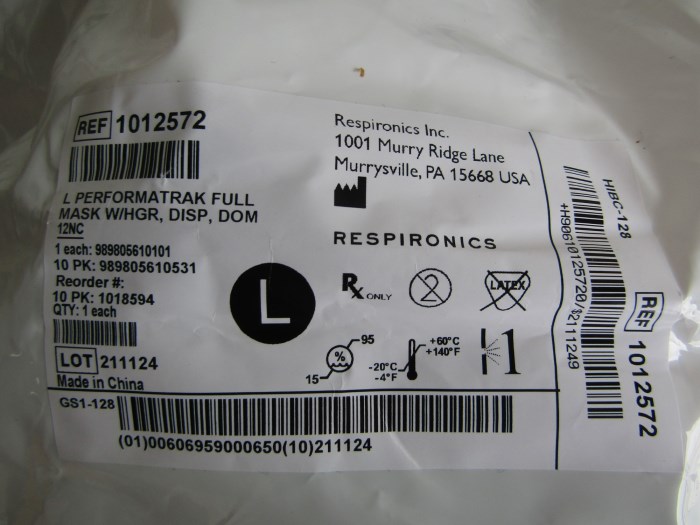 REF 1012572
L PERFORMATRAK FULL
MASK W/HGR, DISP, DOM
12NC
1 each: 989805610101
10 PK: 989805610531
Reorder #:
10 PK: 1018594
QTY: 1 each
LOT 211124
Made in China
L
Respironics Inc.
1001 Murry Ridge Lane
Murrysville, PA 15668 USA
RESPIRONICS
Rx ONLY
2
LATEX
15 % 95
-20°C
-4°F
+60°C
+140°F
1
GS1-128
(01)00606959000650(10)211124
HIBC-128
+H90610125720/$2111249
REF 1012572